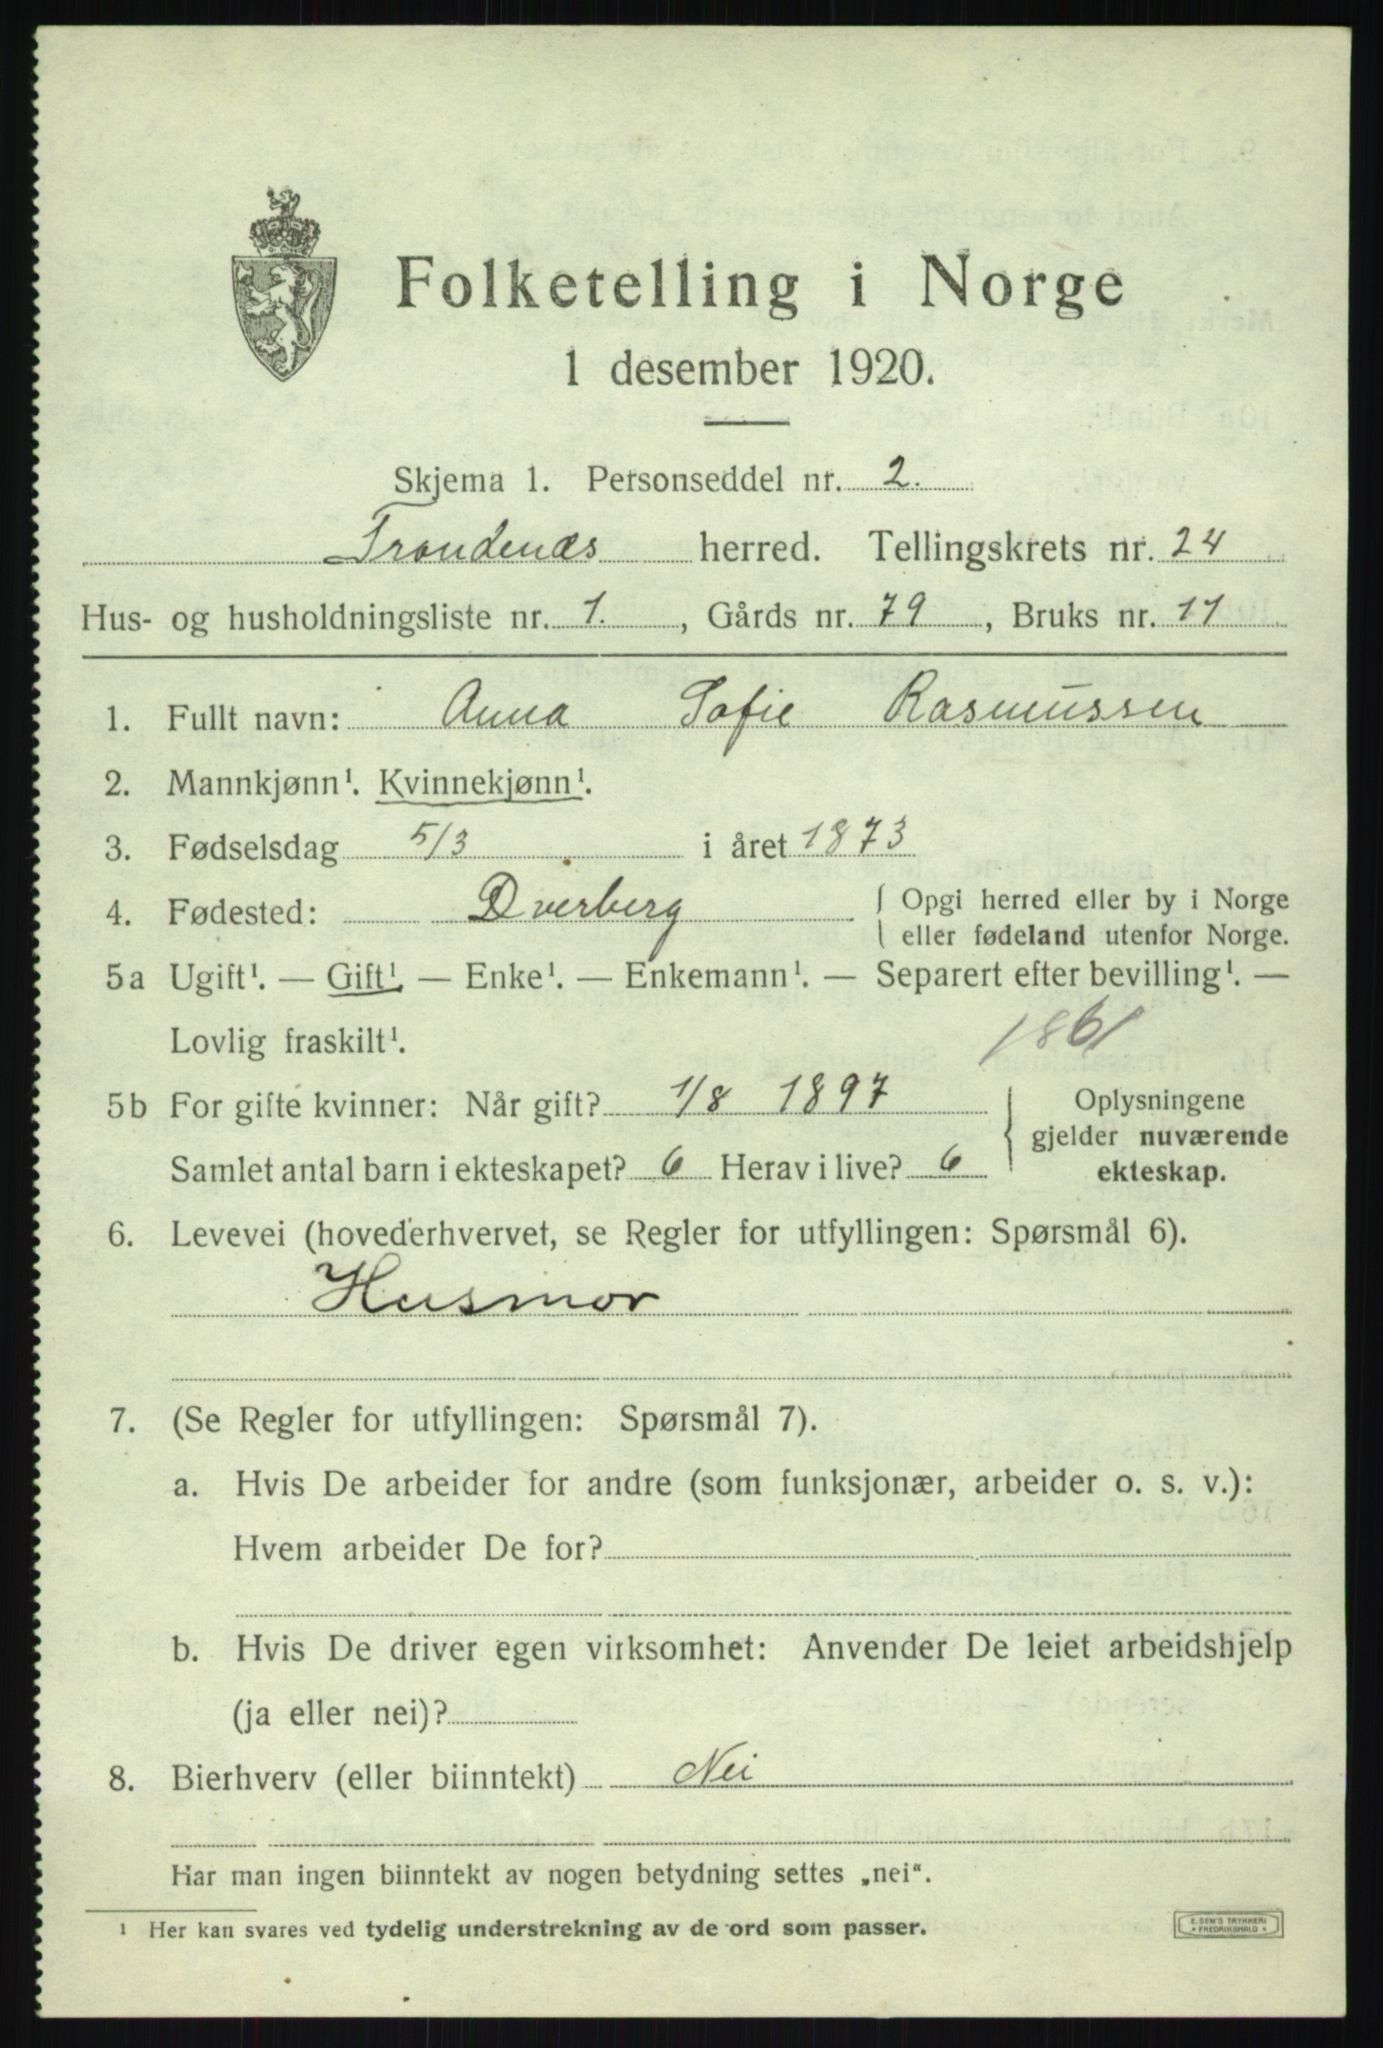 Folketelling i Norge
1 desember 1920.
Skjema 1. Personseddel nr. 2.
Trondenæs herred. Tellingskrets nr. 24
Hus- og husholdningsliste nr. 1., Gårds nr. 79, Bruks nr. 11
1. Fullt navn: Anna Sofie Rasmussen
2. Mannkjønn¹. Kvinnekjønn¹.
3. Fødselsdag 5/3 i året 1873
4. Fødested: Dverberg { Opgi herred eller by i Norge
eller fødeland utenfor Norge.
5a Ugift¹. — Gift¹. — Enke¹. — Enkemann¹. — Separert efter bevilling¹. —
Lovlig fraskilt¹. 1861
5b For gifte kvinner: Når gift? 1/8 1897
Samlet antal barn i ekteskapet? 6 Herav i live? 6
Oplysningene
gjelder nuværende
ekteskap.
6. Levevei (hovederhvervet, se Regler for utfyllingen: Spørsmål 6).
Husmor
7. (Se Regler for utfyllingen: Spørsmål 7).
a. Hvis De arbeider for andre (som funksjonær, arbeider o. s. v.):
Hvem arbeider De for?
b. Hvis De driver egen virksomhet: Anvender De leiet arbeidshjelp
(ja eller nei)?
8. Bierhverv (eller biinntekt) Nei
Har man ingen biinntekt av nogen betydning settes „nei“.
¹ Her kan svares ved tydelig understrekning av de ord som passer.
E. SEM'S TRYKKERI
• FREDRIKSHALD •